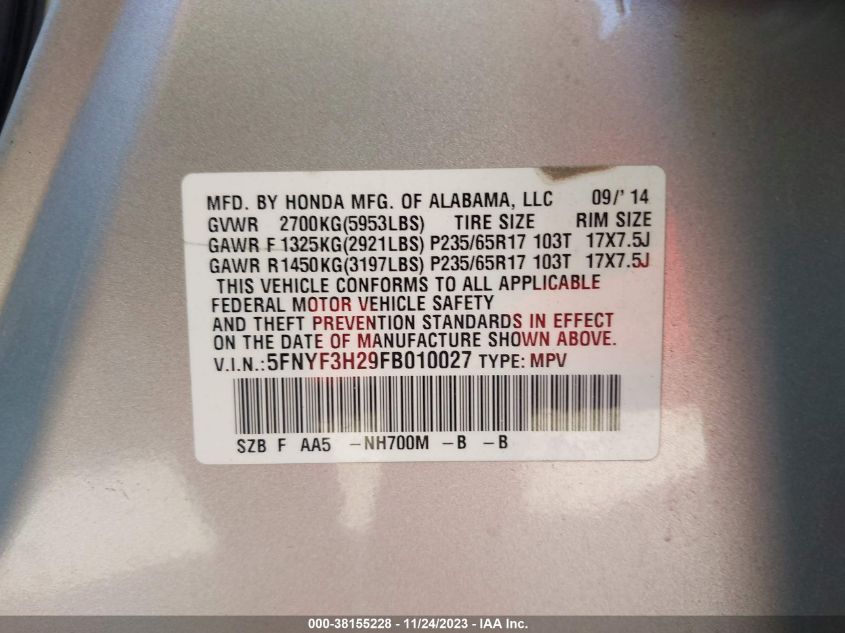 MFD. BY HONDA MFG. OF ALABAMA, LLC 09/' 14
GVWR 2700KG(5953LBS) TIRE SIZE RIM SIZE
GAWR F 1325KG(2921LBS) P235/65R17 103T 17X7.5J
GAWR R1450KG(3197LBS) P235/65R17 103T 17X7.5J
THIS VEHICLE CONFORMS TO ALL APPLICABLE
FEDERAL MOTOR VEHICLE SAFETY
AND THEFT PREVENTION STANDARDS IN EFFECT
ON THE DATE OF MANUFACTURE SHOWN ABOVE.
V.I.N.:5FNYF3H29FB010027 TYPE: MPV
SZB F AA5 -NH700M -B -B
000-38155228 - 11/24/2023 - IAA Inc.